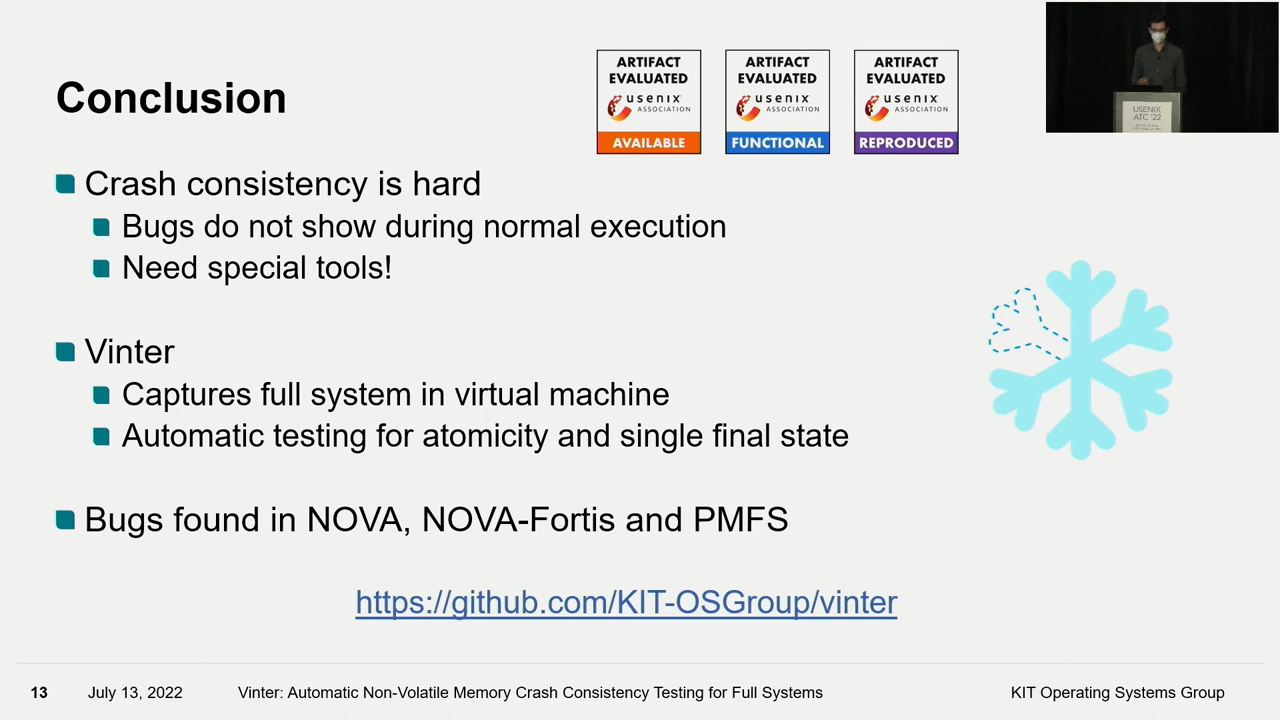 Conclusion
ARTIFACT
EVALUATED
usenix
ASSOCIATION
AVAILABLE
ARTIFACT
EVALUATED
usenix
ASSOCIATION
FUNCTIONAL
ARTIFACT
EVALUATED
usenix
ASSOCIATION
REPRODUCED
USENIX
ATC '22
Crash consistency is hard
Bugs do not show during normal execution
Need special tools!
Vinter
Captures full system in virtual machine
Automatic testing for atomicity and single final state
Bugs found in NOVA, NOVA-Fortis and PMFS
https://github.com/KIT-OSGroup/vinter
13 July 13, 2022 Vinter: Automatic Non-Volatile Memory Crash Consistency Testing for Full Systems KIT Operating Systems Group